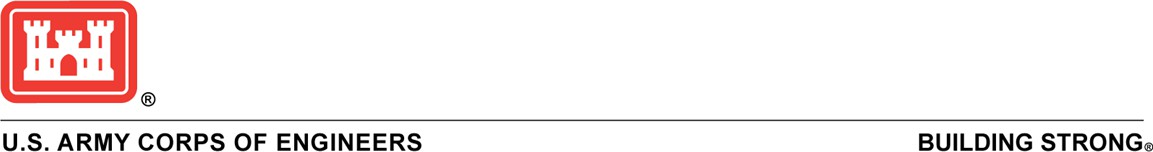 ®
U.S. ARMY CORPS OF ENGINEERS BUILDING STRONG®